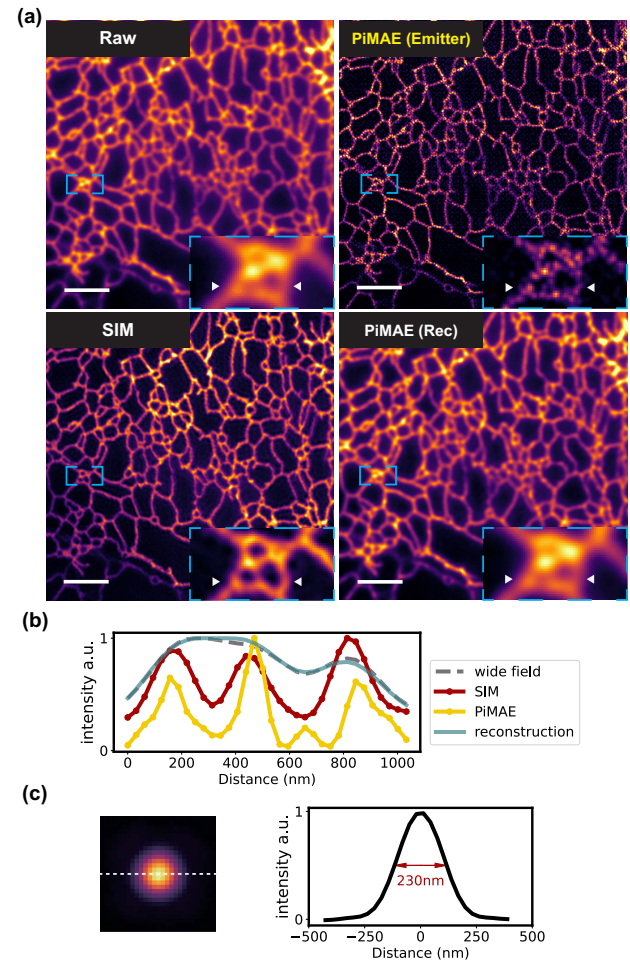 (a)
Raw
PiMAE (Emitter)
SIM
PiMAE (Rec)
(b)
intensity a.u.
1
0
0
200
400
600
800
1000
Distance (nm)
wide field
SIM
PiMAE
reconstruction
(c)
intensity a.u.
1
0
230nm
−500
−250
0
250
500
Distance (nm)